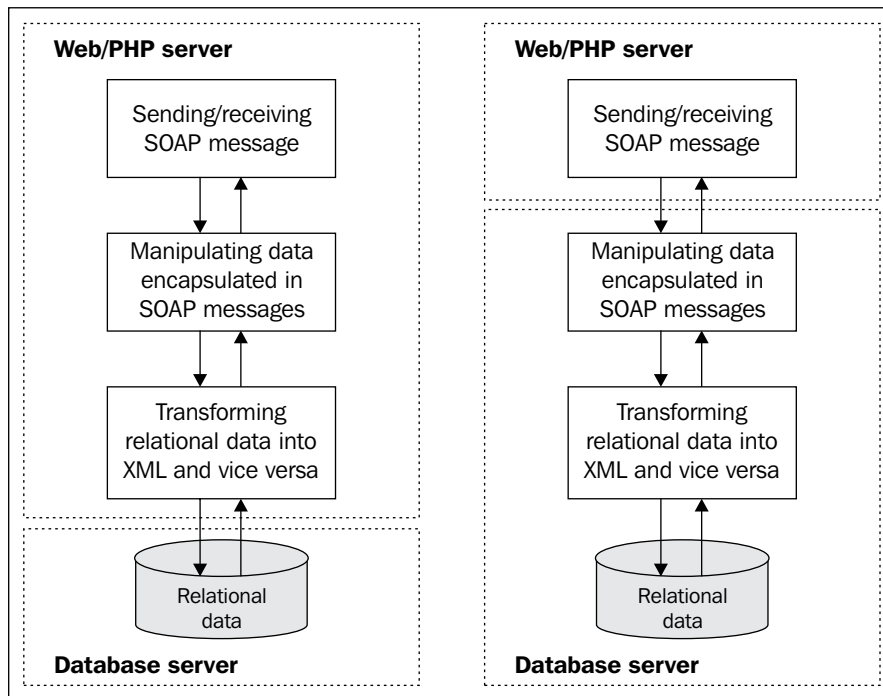 Web/PHP server
Sending/receiving
SOAP message
Manipulating data
encapsulated in
SOAP messages
Transforming
relational data into
XML and vice versa
Relational
data
Database server
Web/PHP server
Sending/receiving
SOAP message
Manipulating data
encapsulated in
SOAP messages
Transforming
relational data into
XML and vice versa
Relational
data
Database server